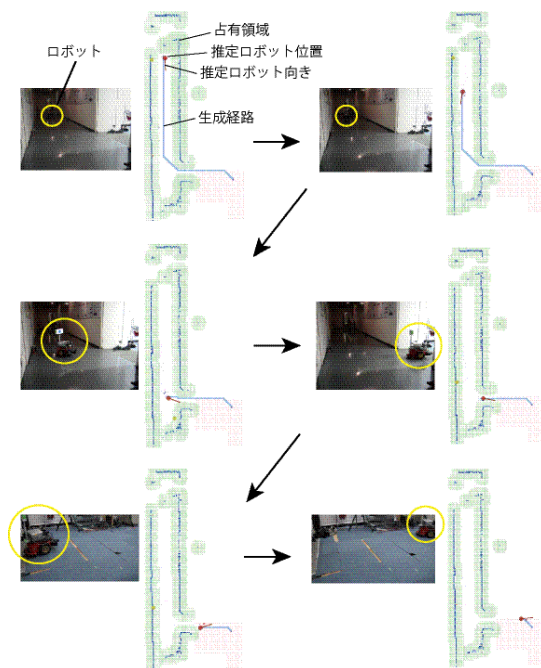 占有領域
ロボット
推定ロボット位置
推定ロボット向き
生成経路